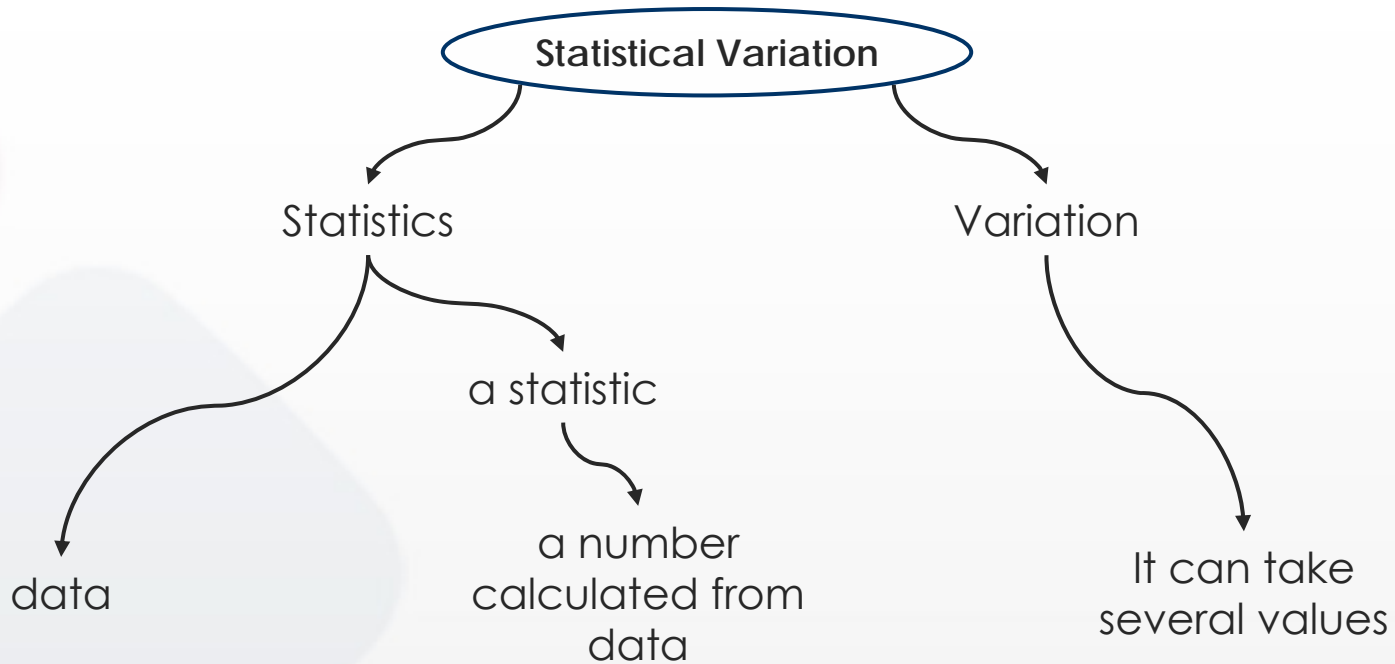 Statistical Variation
Statistics
Variation
a statistic
data
a number
calculated from
data
It can take
several values